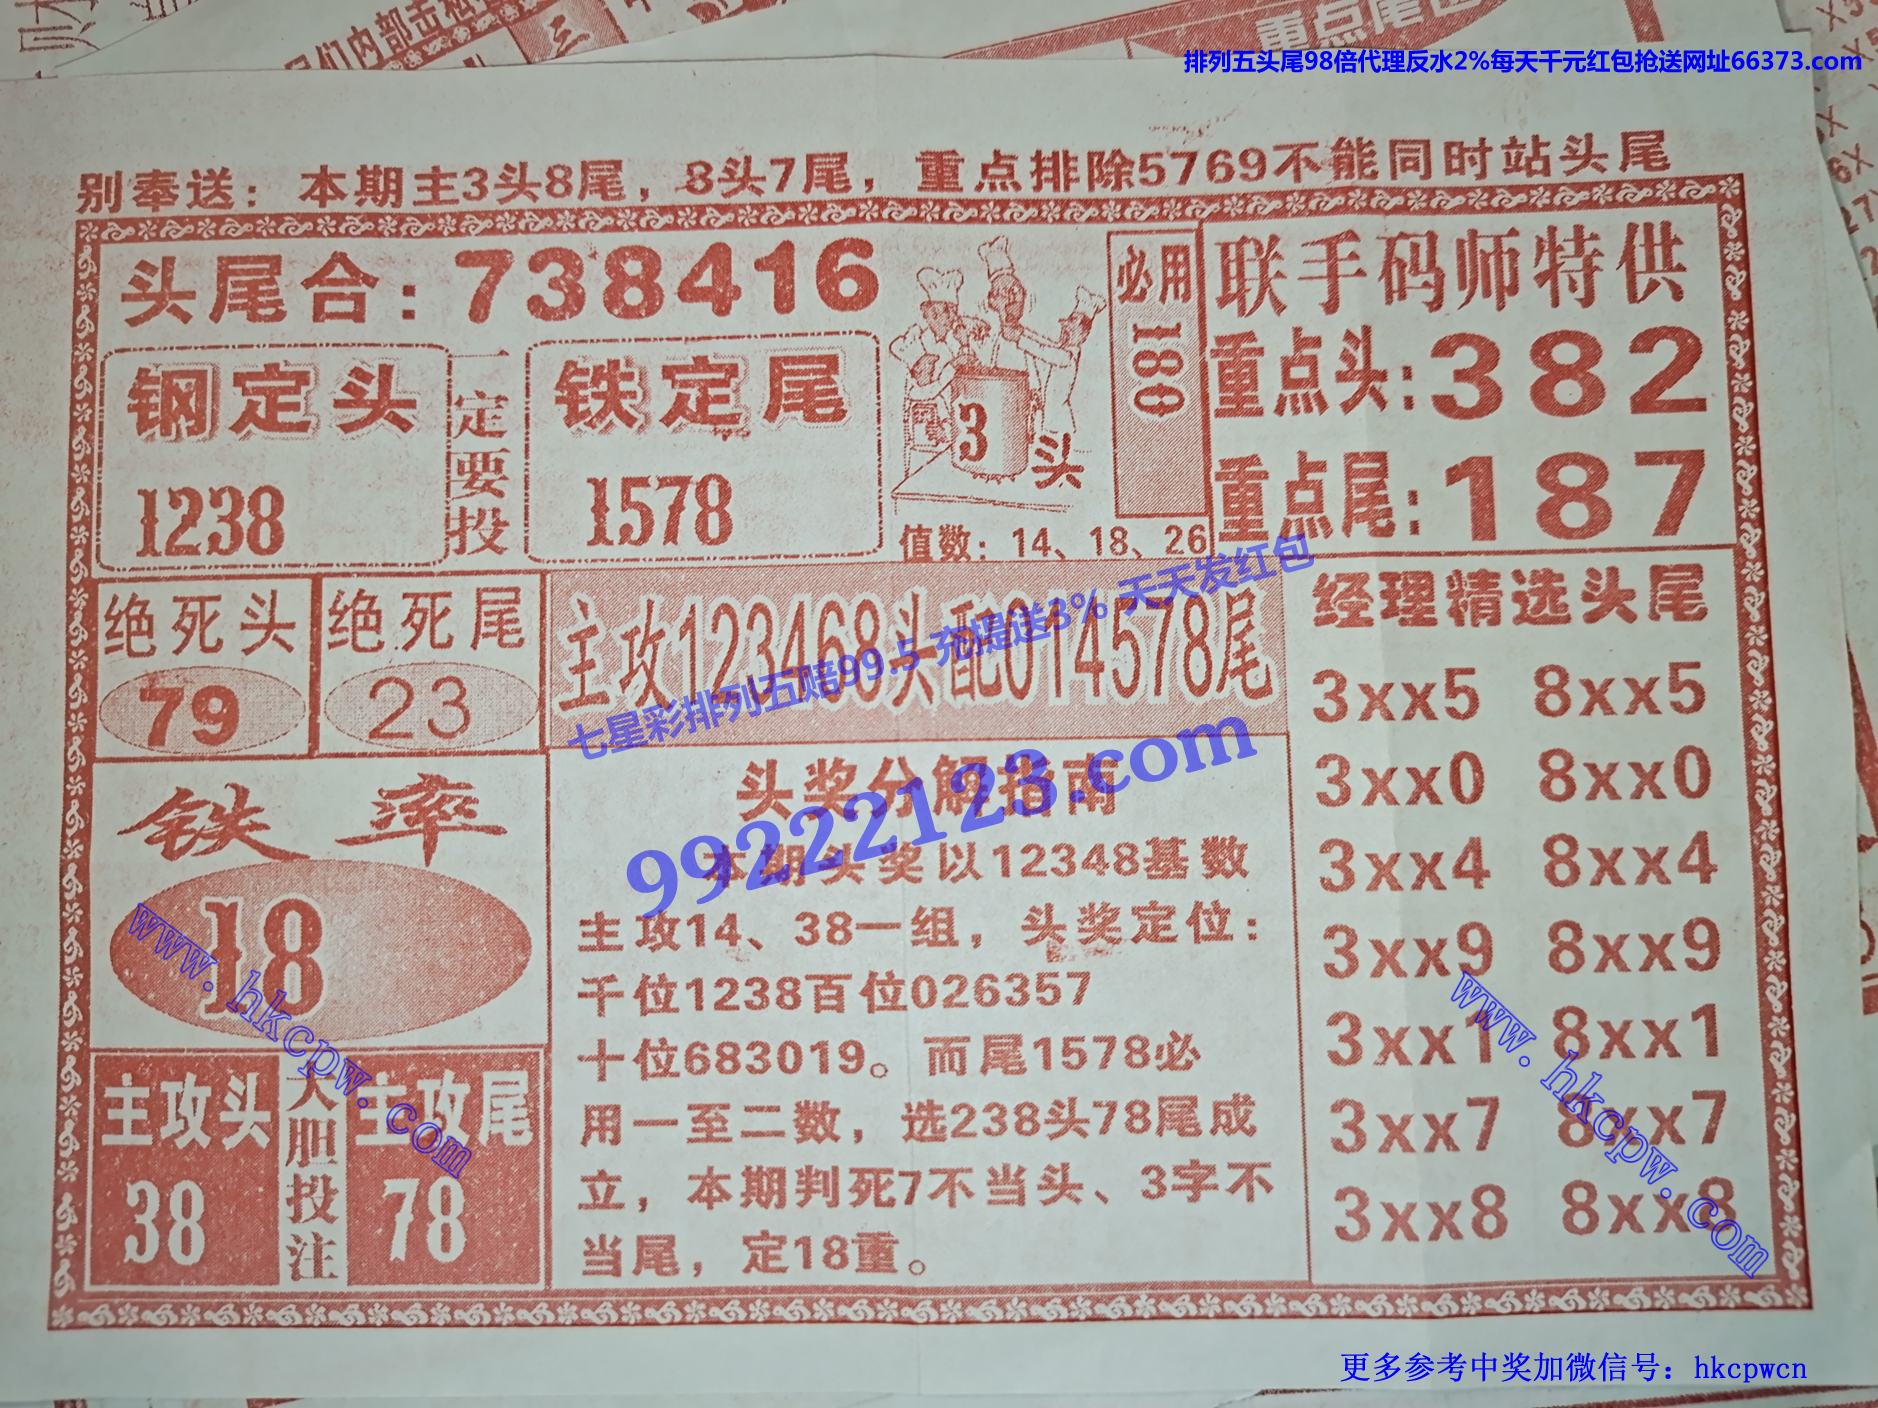 重点尾
排列五头尾98倍代理反水2%每天千元红包抢送网址66373.com
别奉送：本期主3头8尾，8头7尾，重点排除5769不能同时站头尾
头尾合：738416
钢定头
1238
一定要投
铁定尾
1578
3头
值数：14、18、26
必用
180
联手码师特供
重点头：382
重点尾：187
绝死头
79
绝死尾
23
主攻123468头配014578尾
七星彩排列五赔99.5 充提送3% 天天发红包
99222123.com
铁率
18
www.hkcpw.com
主攻头
38
大胆投注
主攻尾
78
头奖分解指南
本期头奖以12348基数
主攻14、38一组，头奖定位：
千位1238百位026357
十位683019。而尾1578必
用一至二数，选238头78尾成
立，本期判死7不当头、3字不
当尾，定18重。
经理精选头尾
3xx5 8xx5
3xx0 8xx0
3xx4 8xx4
3xx9 8xx9
3xx1 8xx1
3xx7 8xx7
3xx8 8xx8
www.hkcpw.com
更多参考中奖加微信号：hkcpwcn